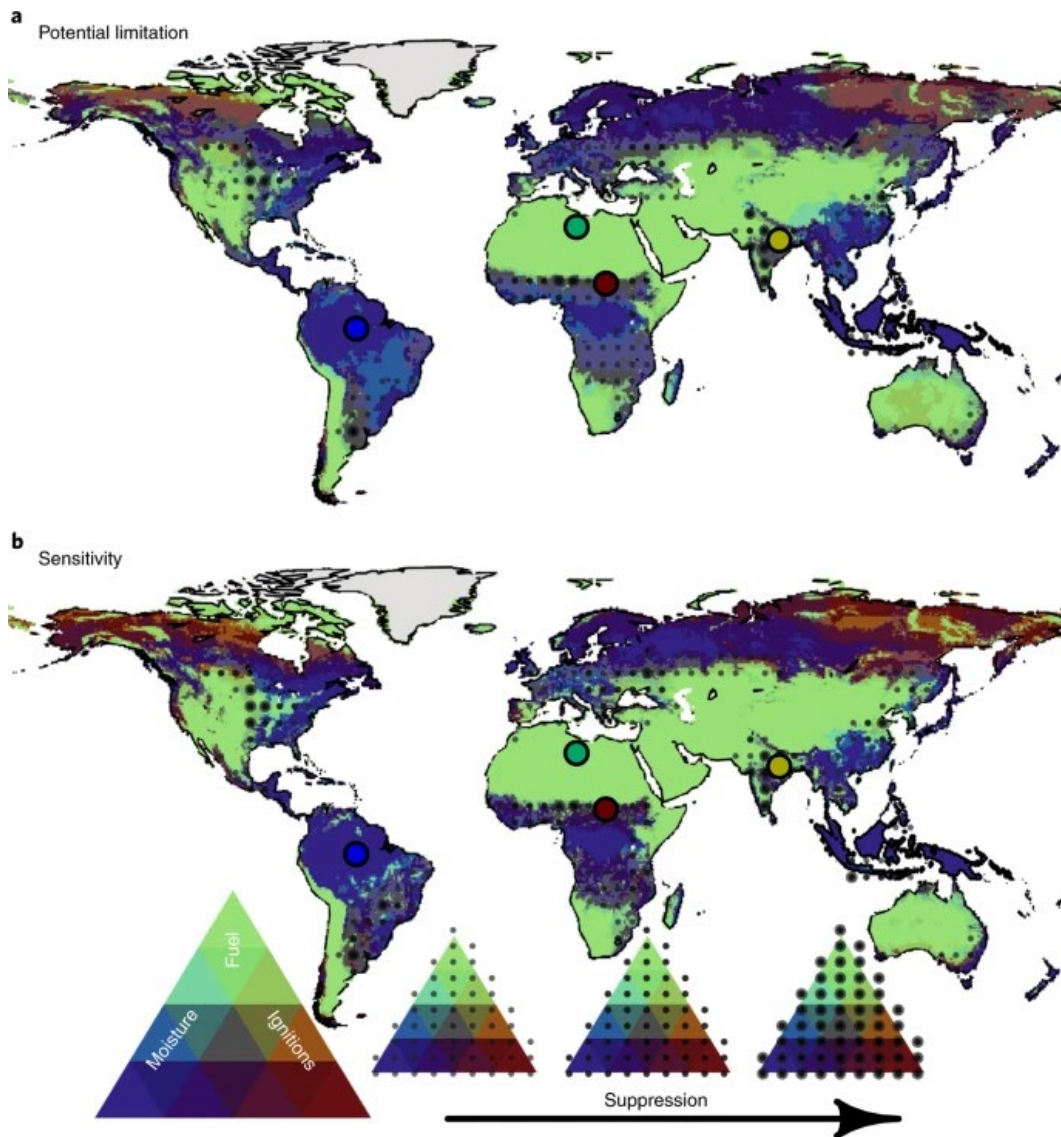 a
Potential limitation
b
Sensitivity
Fuel
Moisture
Ignitions
Suppression